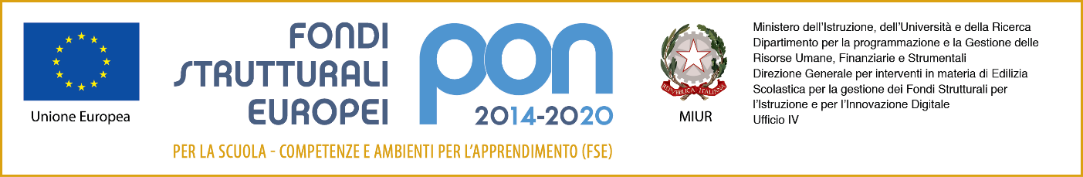 Unione Europea
FONDI
STRUTTURALI
EUROPEI
pon
2014-2020
PER LA SCUOLA - COMPETENZE E AMBIENTI PER L'APPRENDIMENTO (FSE)
REPVBBLICA ITALIANA
MIUR
Ministero dell'Istruzione, dell'Università e della Ricerca
Dipartimento per la programmazione e la Gestione delle
Risorse Umane, Finanziarie e Strumentali
Direzione Generale per interventi in materia di Edilizia
Scolastica per la gestione dei Fondi Strutturali per
l'Istruzione e per l'Innovazione Digitale
Ufficio IV